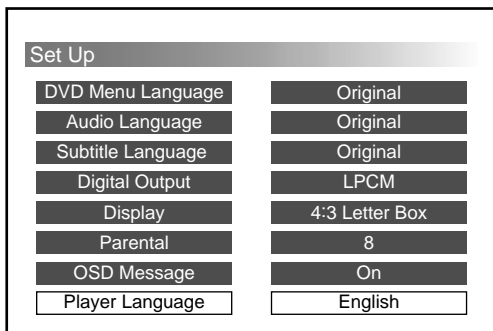 Set Up
DVD Menu Language Original
Audio Language Original
Subtitle Language Original
Digital Output LPCM
Display 4:3 Letter Box
Parental 8
OSD Message On
Player Language English